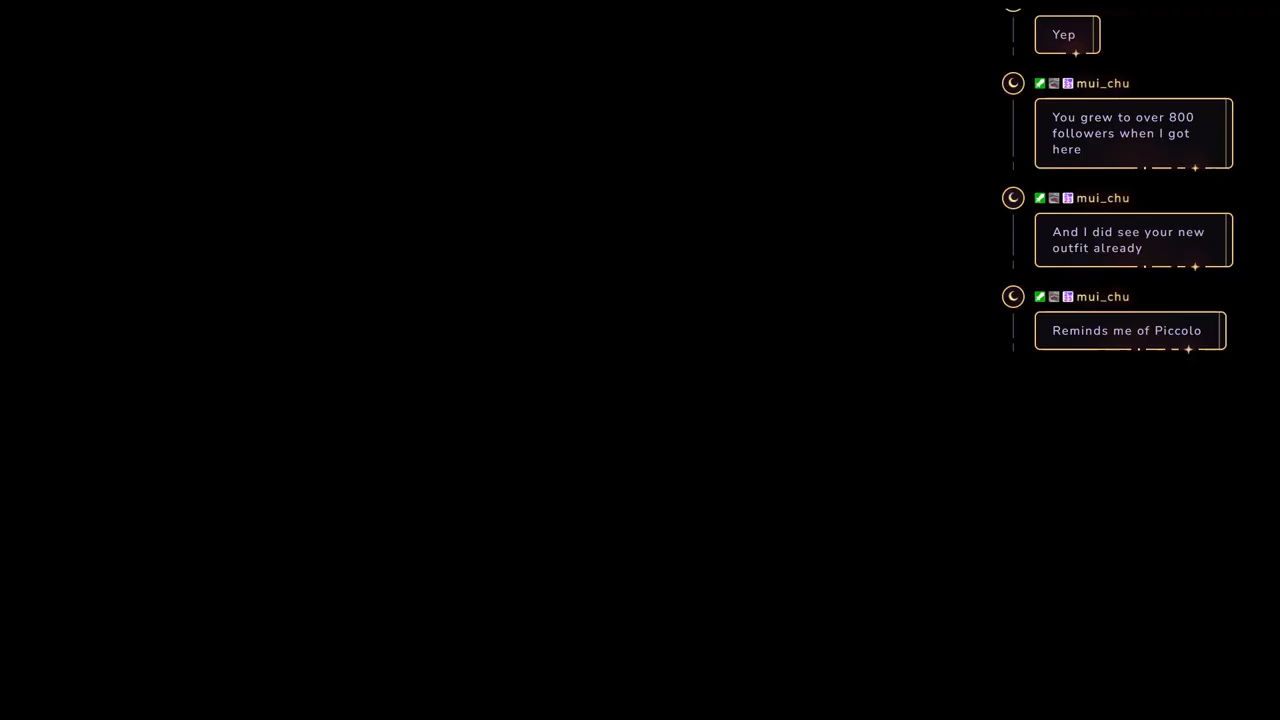 Yep
mui_chu
You grew to over 800
followers when I got
here
mui_chu
And I did see your new
outfit already
mui_chu
Reminds me of Piccolo